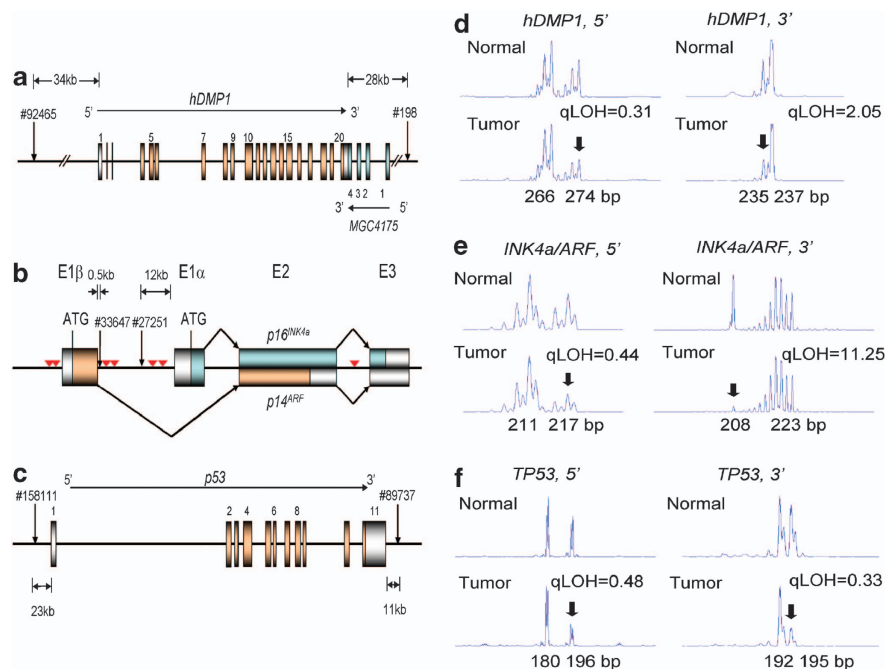 a
34kb
28kb
hDMP1
5’
3’
#92465
#198
1
5
7
9
10
15
20
4 3 2 1
3’
5’
MGC4175
b
E1β
0.5kb
12kb
E1α
E2
E3
ATG
#33647
#27251
ATG
p16INK4a
p14ARF
c
5’
p53
3’
#158111
#89737
1
2
4
6
8
11
23kb
11kb
d
hDMP1, 5’
hDMP1, 3’
Normal
Normal
Tumor
qLOH=0.31
Tumor
qLOH=2.05
266 274 bp
235 237 bp
e
INK4a/ARF, 5’
INK4a/ARF, 3’
Normal
Normal
Tumor
qLOH=0.44
Tumor
qLOH=11.25
211 217 bp
208 223 bp
f
TP53, 5’
TP53, 3’
Normal
Normal
Tumor
qLOH=0.48
Tumor
qLOH=0.33
180 196 bp
192 195 bp